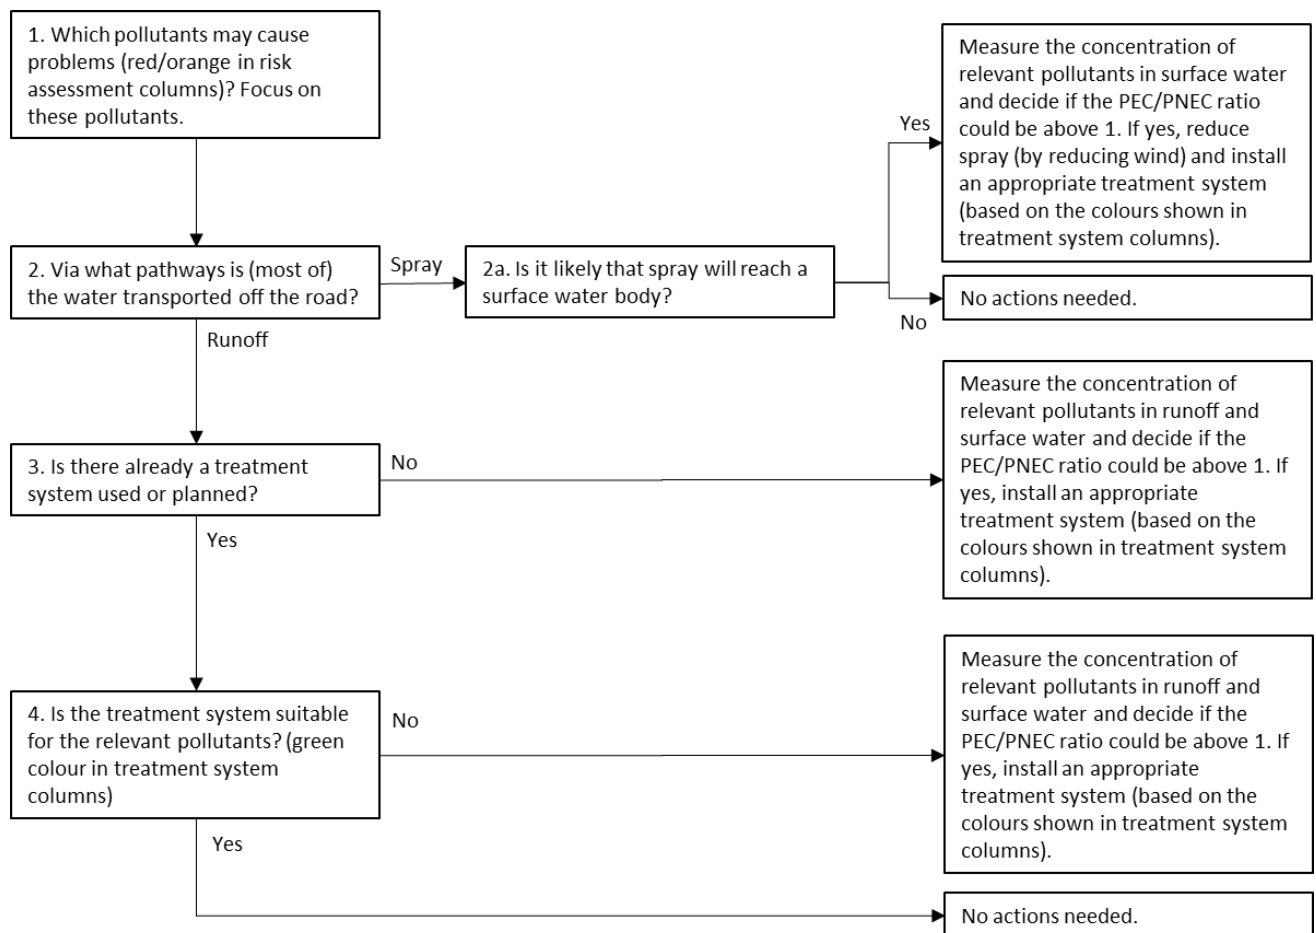 1. Which pollutants may cause
problems (red/orange in risk
assessment columns)? Focus on
these pollutants.
2. Via what pathways is (most of)
the water transported off the road?
Spray
2a. Is it likely that spray will reach a
surface water body?
Yes
Measure the concentration of
relevant pollutants in surface water
and decide if the PEC/PNEC ratio
could be above 1. If yes, reduce
spray (by reducing wind) and install
an appropriate treatment system
(based on the colours shown in
treatment system columns).
No
No actions needed.
Runoff
3. Is there already a treatment
system used or planned?
No
Measure the concentration of
relevant pollutants in runoff and
surface water and decide if the
PEC/PNEC ratio could be above 1. If
yes, install an appropriate
treatment system (based on the
colours shown in treatment system
columns).
Yes
4. Is the treatment system suitable
for the relevant pollutants? (green
colour in treatment system
columns)
No
Measure the concentration of
relevant pollutants in runoff and
surface water and decide if the
PEC/PNEC ratio could be above 1. If
yes, install an appropriate
treatment system (based on the
colours shown in treatment system
columns).
Yes
No actions needed.